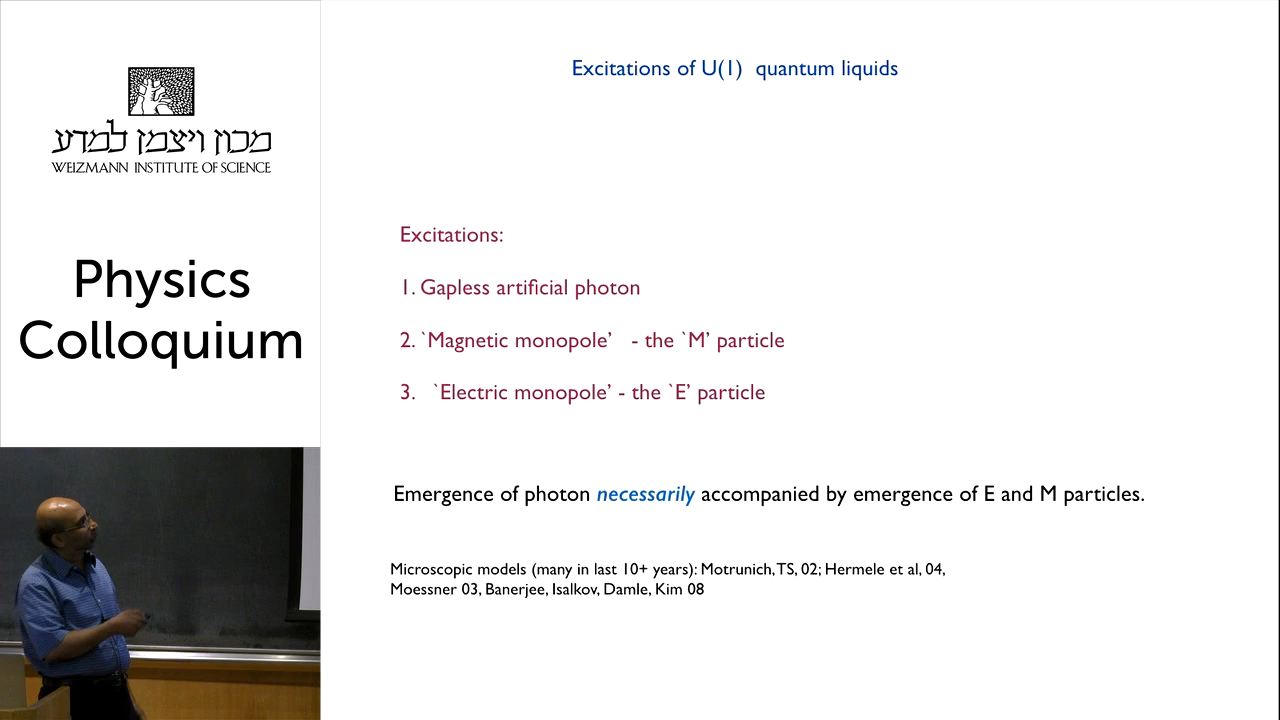 מכון ויצמן למדע
WEIZMANN INSTITUTE OF SCIENCE
Physics
Colloquium
Excitations of U(1) quantum liquids
Excitations:
1. Gapless artificial photon
2. `Magnetic monopole’ - the `M’ particle
3. `Electric monopole’ - the `E’ particle
Emergence of photon necessarily accompanied by emergence of E and M particles.
Microscopic models (many in last 10+ years): Motrunich, TS, 02; Hermele et al, 04,
Moessner 03, Banerjee, Isalkov, Damle, Kim 08